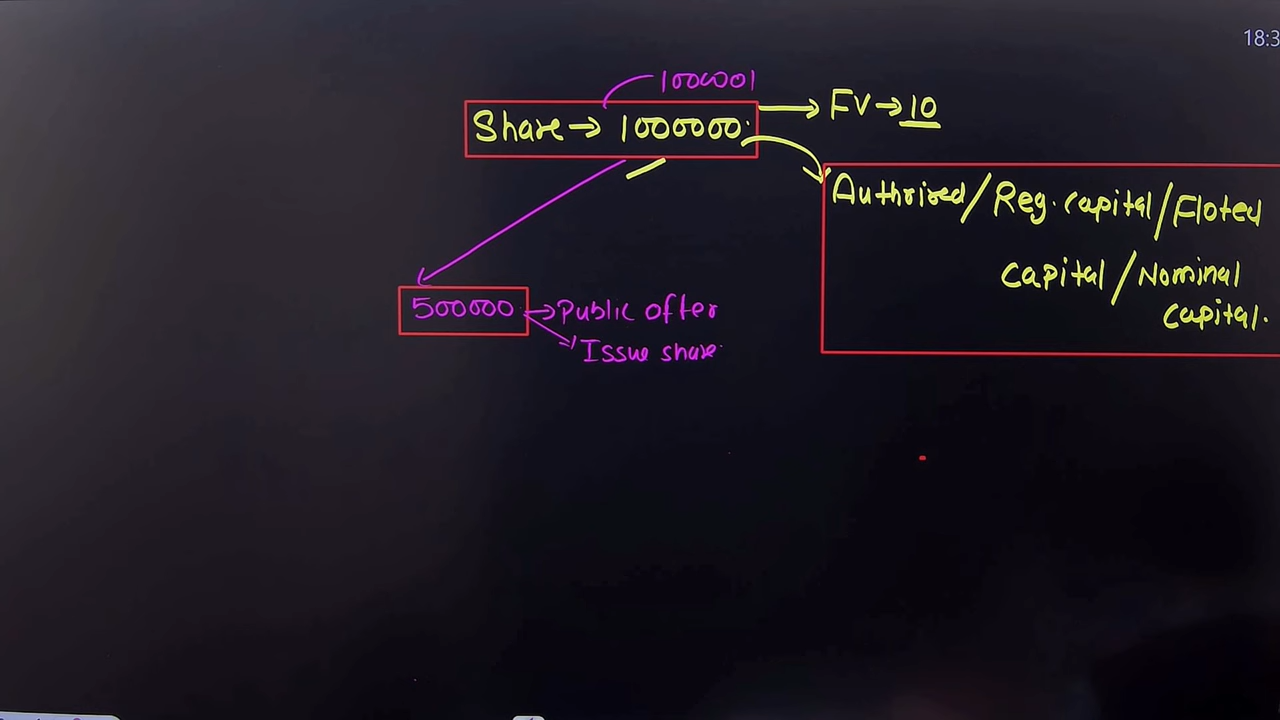 18:3
1000001
Share → 1000000.
FV → 10
Authrized/Reg. capital/Floted
capital/Nominal
capital.
500000 → Public offer
Issue share.